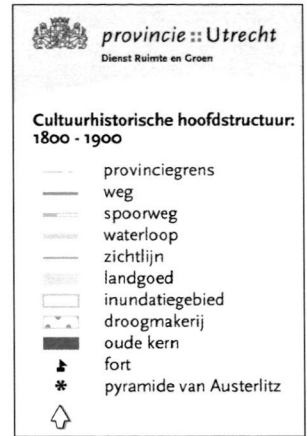 provincie :: Utrecht
Dienst Ruimte en Groen
Cultuurhistorische hoofdstructuur:
1800 - 1900
provinciegrens
weg
spoorweg
waterloop
zichtlijn
landgoed
inundatiegebied
droogmakerij
oude kern
fort
pyramide van Austerlitz